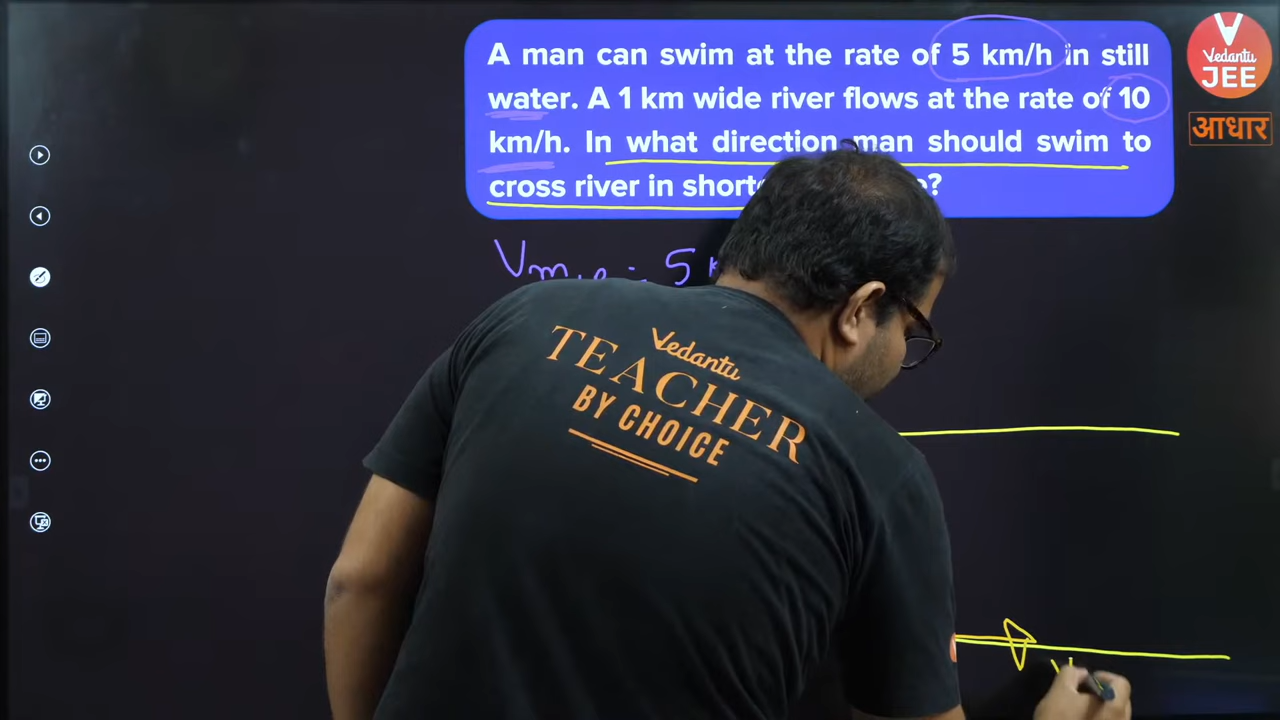 A man can swim at the rate of 5 km/h in still
water. A 1 km wide river flows at the rate of 10
km/h. In what direction man should swim to
cross river in
V
Vedantu
JEE
आधार
5
Vedantu
TEACHER
BY CHOICE